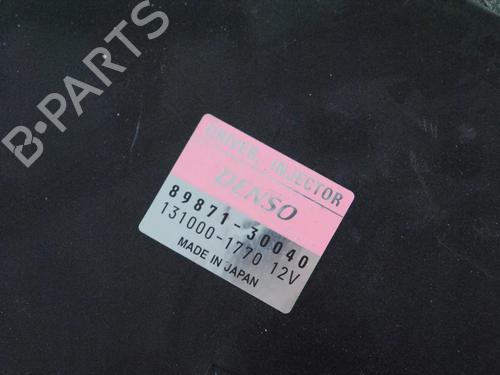 B-PARTS
DRIVER, INJECTOR
DENSO
89871-30040
131000-1770 12V
MADE IN JAPAN